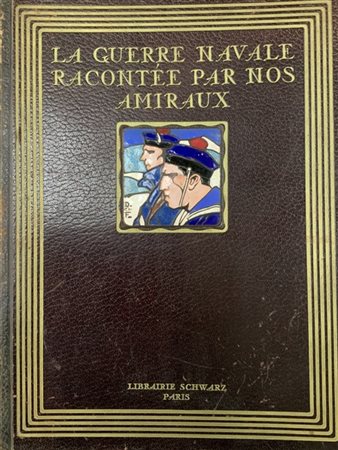 LA GUERRE NAVALE
RACONTÉE PAR NOS
AMIRAUX
LIBRAIRIE SCHWARZ
PARIS